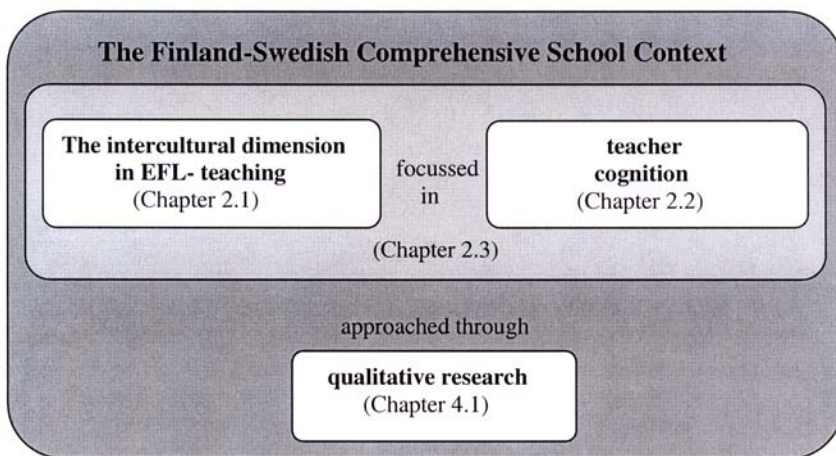 The Finland-Swedish Comprehensive School Context
The intercultural dimension
in EFL- teaching
(Chapter 2.1)
focussed
in
teacher
cognition
(Chapter 2.2)
(Chapter 2.3)
approached through
qualitative research
(Chapter 4.1)